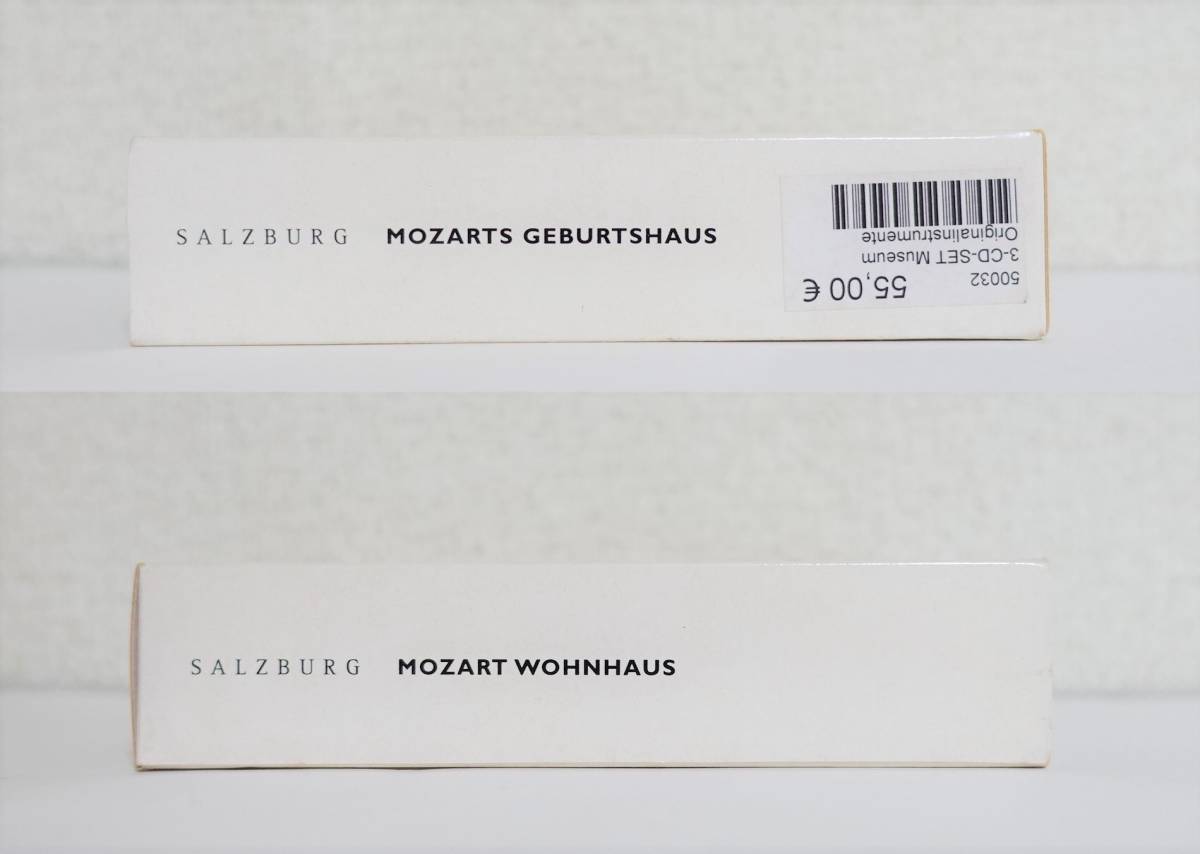 SALZBURG MOZARTS GEBURTSHAUS
50032 55,00 €
3-CD-SET Museum
Originalinstrumente
SALZBURG MOZART WOHNHAUS